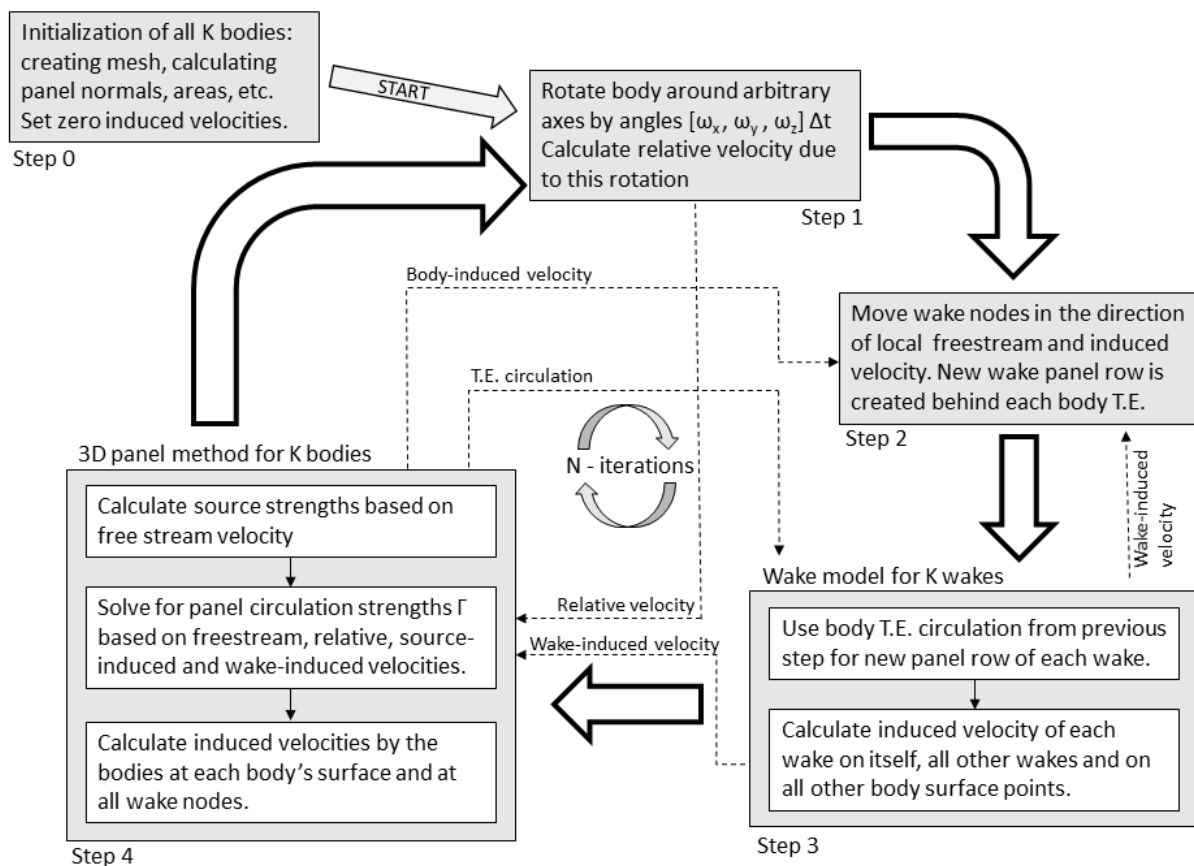 Initialization of all K bodies:
creating mesh, calculating
panel normals, areas, etc.
Set zero induced velocities.
Step 0
START
Rotate body around arbitrary
axes by angles [ωx, ωy, ωz] Δt
Calculate relative velocity due
to this rotation
Step 1
Body-induced velocity
Move wake nodes in the direction
of local freestream and induced
velocity. New wake panel row is
created behind each body T.E.
Step 2
T.E. circulation
N - iterations
Wake-induced
velocity
3D panel method for K bodies
Calculate source strengths based on
free stream velocity
Solve for panel circulation strengths Γ
based on freestream, relative, source-
induced and wake-induced velocities.
Calculate induced velocities by the
bodies at each body's surface and at
all wake nodes.
Step 4
Relative velocity
Wake-induced velocity
Wake model for K wakes
Use body T.E. circulation from previous
step for new panel row of each wake.
Calculate induced velocity of each
wake on itself, all other wakes and on
all other body surface points.
Step 3